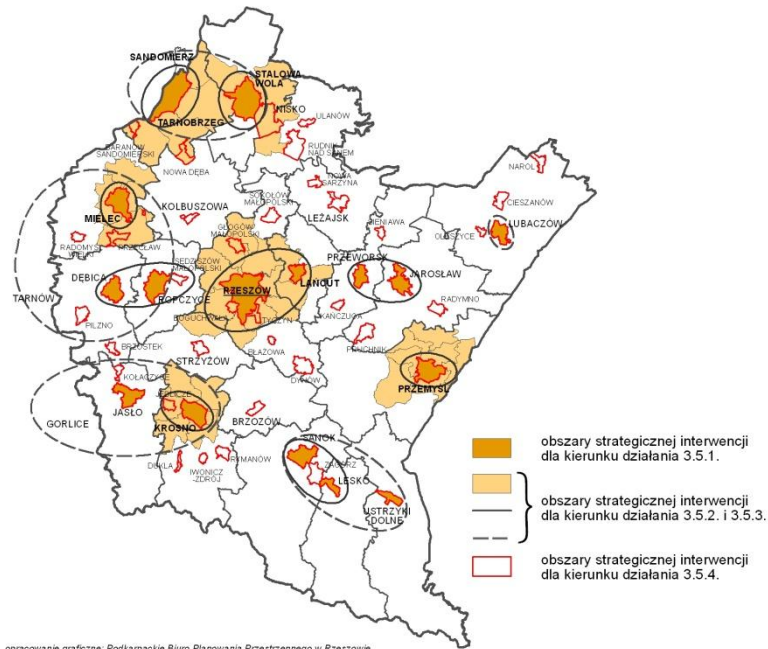 SANDOMIERZ
STALOWA
WOLA
TARNOBRZEG
NISKO
ULANÓW
BARANÓW
SANDOMIERSKI
RUDNIK
NAD SANEM
NOWA DĘBA
NAROL
NOWA
SARZYNA
CIESZANÓW
MIELEC
KOLBUSZOWA
SOKOŁÓW
MAŁOPOLSKI
LEŻAJSK
SIENIAWA
OLESZYCE
LUBACZÓW
RADOMYŚL
WIELKI
PRZECŁAW
GŁOGÓW
MAŁOPOLSKI
SĘDZISZÓW
MAŁOPOLSKI
PRZEWORSK
DĘBICA
RZESZÓW
ŁAŃCUT
JAROSŁAW
TARNÓW
ROPCZYCE
RADYMNO
PILZNO
BOGUCHWAŁA
TYCZYN
KAŃCZUGA
BRZOSTEK
STRZYŻÓW
BŁAŻOWA
PRUCHNIK
KOŁACZYCE
DYNÓW
PRZEMYŚL
JEDLICZE
JASŁO
GORLICE
KROSNO
BRZOZÓW
SANOK
DUKLA
IWONICZ
-ZDRÓJ
RYMANÓW
ZAGÓRZ
LESKO
USTRZYKI
DOLNE
obszary strategicznej interwencji
dla kierunku działania 3.5.1.
obszary strategicznej interwencji
dla kierunku działania 3.5.2. i 3.5.3.
obszary strategicznej interwencji
dla kierunku działania 3.5.4.
opracowanie graficzne: Podkarpackie Biuro Planowania Przestrzennego w Rzeszowie